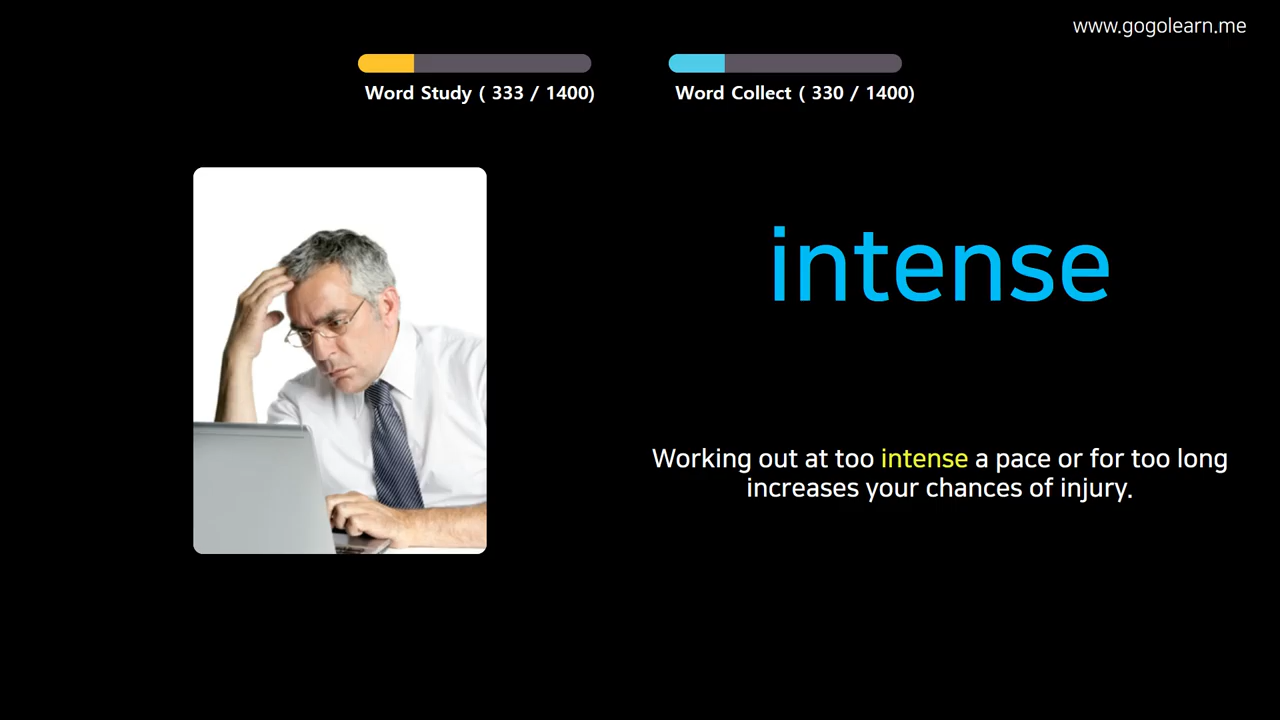 www.gogolearn.me
Word Study ( 333 / 1400)
Word Collect ( 330 / 1400)
intense
Working out at too intense a pace or for too long
increases your chances of injury.